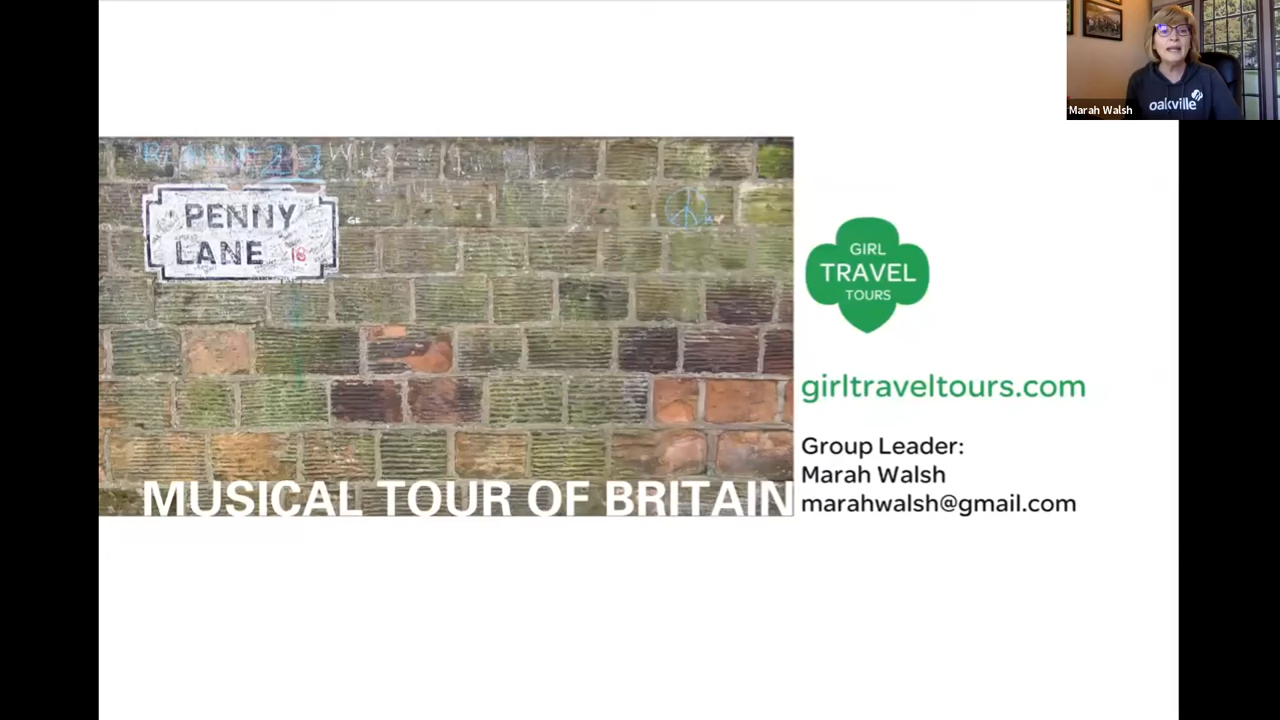 Marah Walsh
oakville
PENNY
LANE 18
GIRL
TRAVEL
TOURS
girltraveltours.com
Group Leader:
Marah Walsh
marahwalsh@gmail.com
MUSICAL TOUR OF BRITAIN